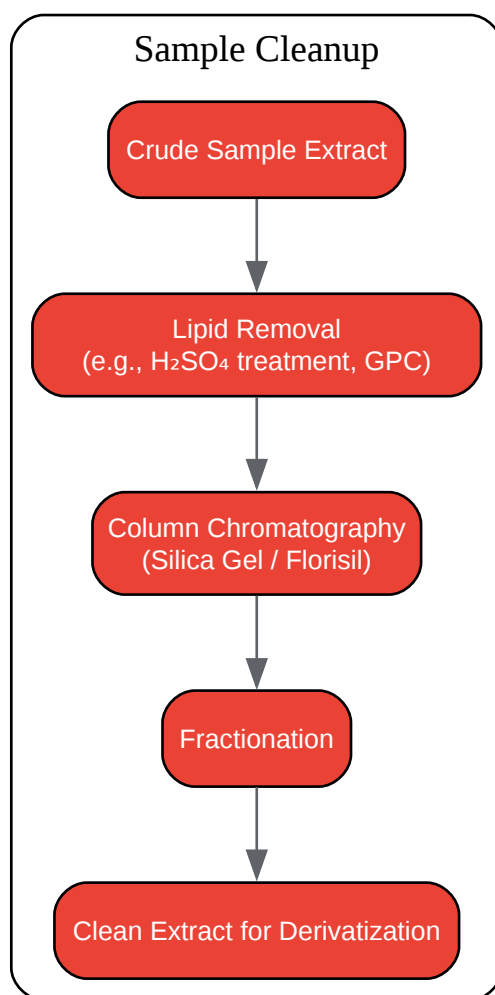 Sample Cleanup
Crude Sample Extract
Lipid Removal
(e.g., H₂SO₄ treatment, GPC)
Column Chromatography
(Silica Gel / Florisil)
Fractionation
Clean Extract for Derivatization